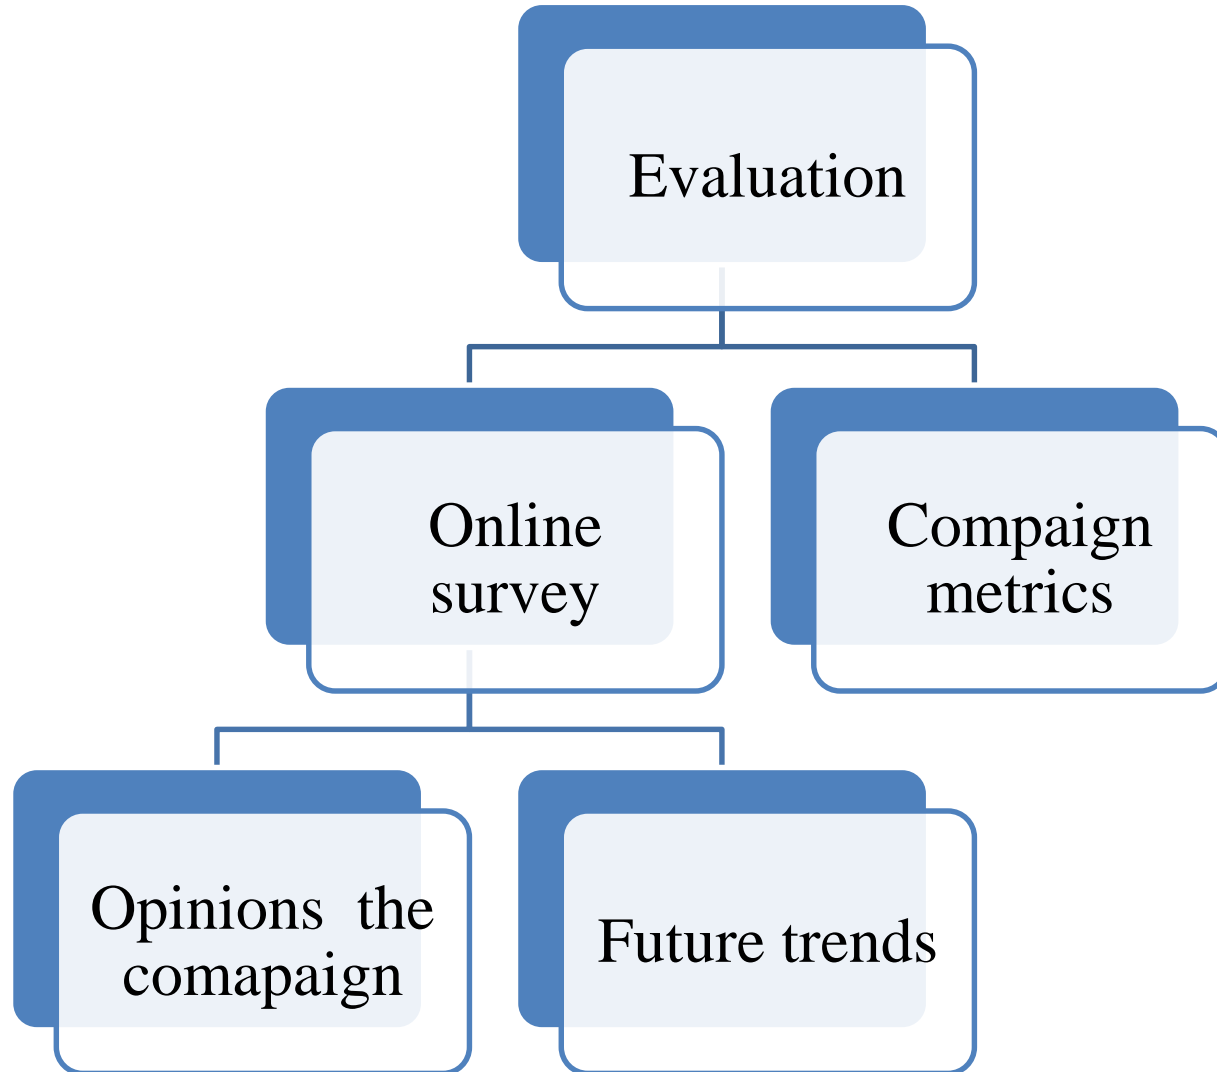 Evaluation
Online
survey
Compaign
metrics
Opinions  the
comapaign
Future trends